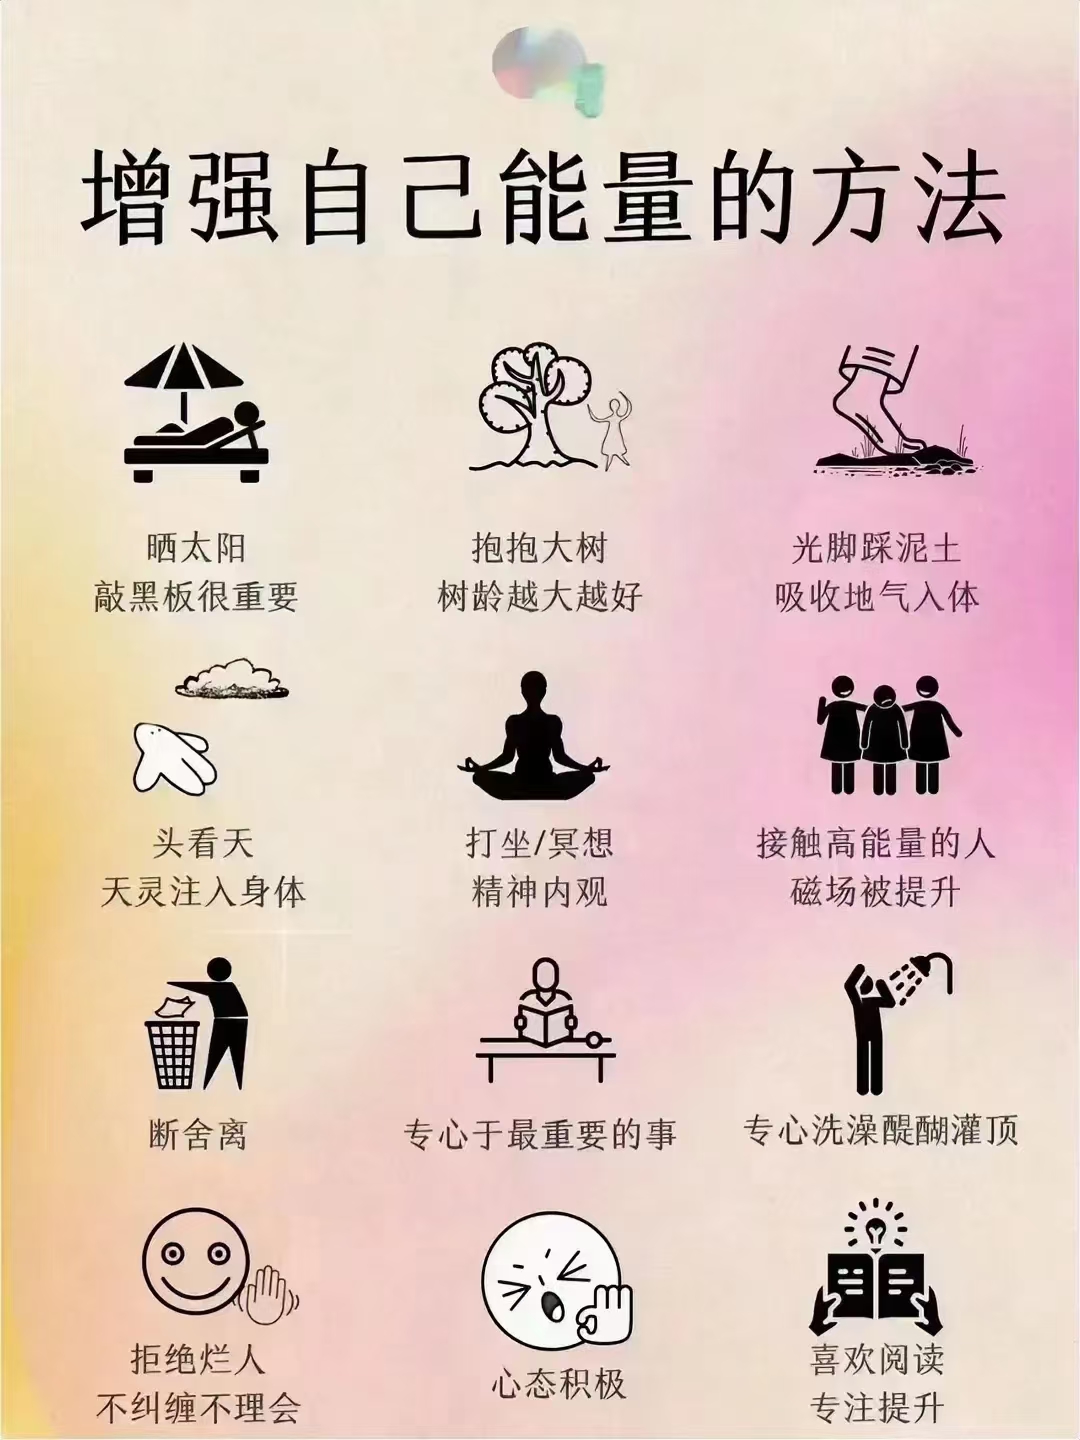 增强自己能量的方法
晒太阳
敲黑板很重要
抱抱大树
树龄越大越好
光脚踩泥土
吸收地气入体
头看天
天灵注入身体
打坐/冥想
精神内观
接触高能量的人
磁场被提升
断舍离
专心于最重要的事
专心洗澡醍醐灌顶
拒绝烂人
不纠缠不理会
心态积极
喜欢阅读
专注提升